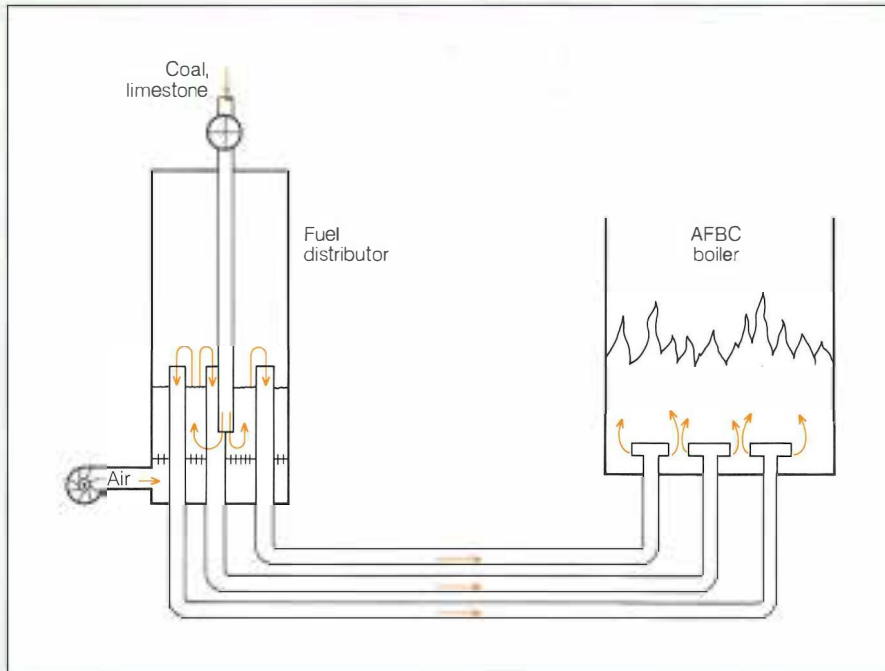 Coal,
limestone
Fuel
distributor
AFBC
boiler
Air